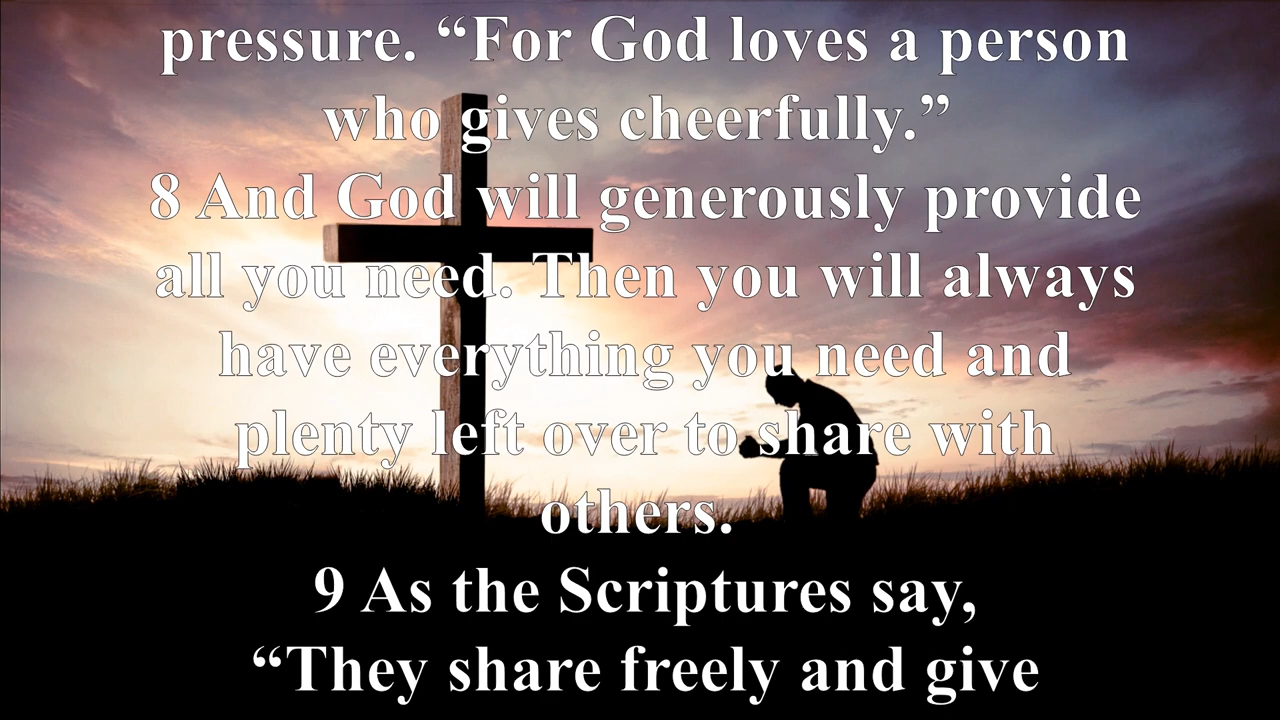 pressure. “For God loves a person
who gives cheerfully.”
8 And God will generously provide
all you need. Then you will always
have everything you need and
plenty left over to share with
others.
9 As the Scriptures say,
“They share freely and give